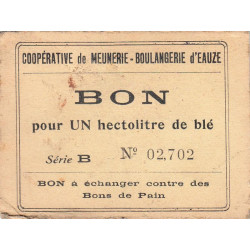 COOPÉRATIVE de MEUNERIE-BOULANGERIE d'EAUZE
BON
pour UN hectolitre de blé
Série B Nº 02,702
BON à échanger contre des
Bons de Pain